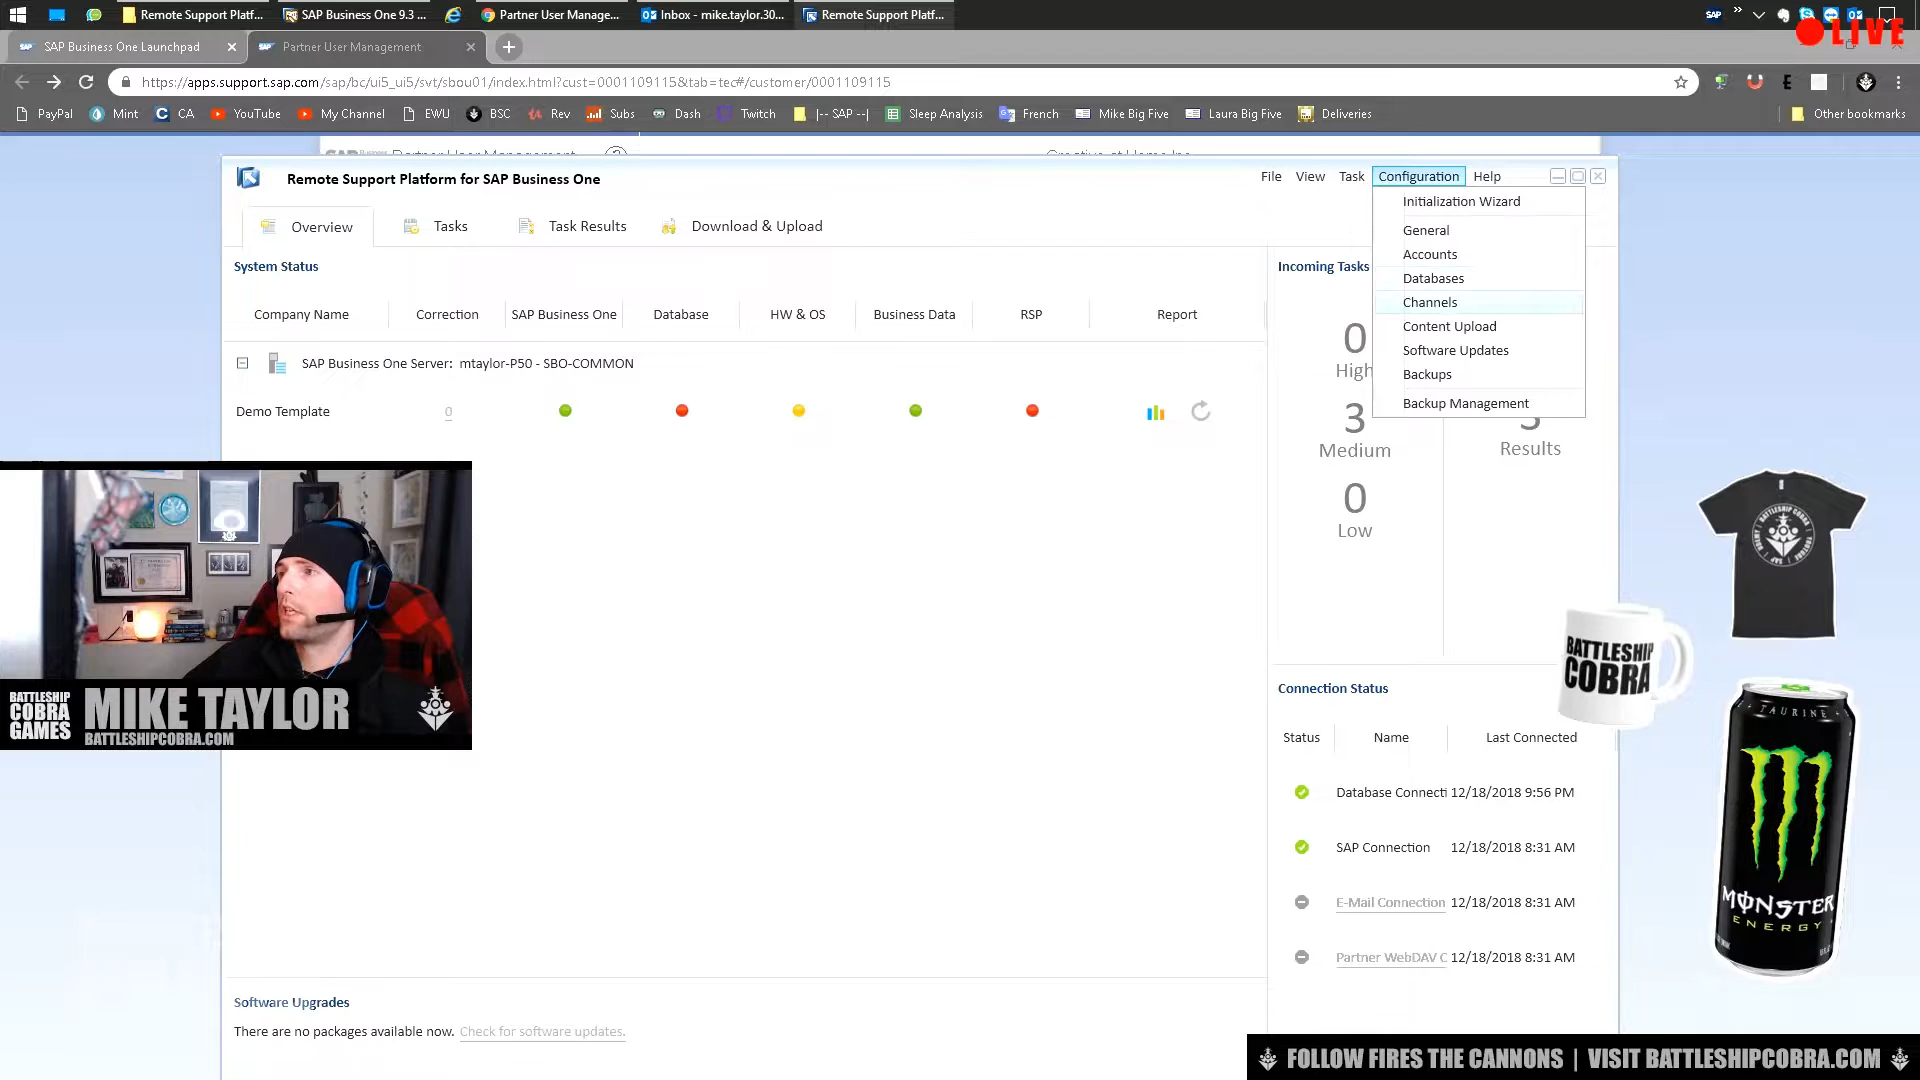 Remote Support Platf...
SAP Business One 9.3 ...
Partner User Manage...
Inbox - mike.taylor.30...
Remote Support Platf...
SAP
LIVE
SAP Business One Launchpad
Partner User Management
https://apps.support.sap.com/sap/bc/ui5_ui5/svt/sbou01/index.html?cust=0001109115&tab=tec#/customer/0001109115
PayPal
Mint
CA
YouTube
My Channel
EWU
BSC
Rev
Subs
Dash
Twitch
|-- SAP --|
Sleep Analysis
French
Mike Big Five
Laura Big Five
Deliveries
Other bookmarks
Remote Support Platform for SAP Business One
File View Task Configuration Help
Overview
Tasks
Task Results
Download & Upload
Initialization Wizard
General
Accounts
Databases
Channels
Content Upload
Software Updates
Backups
Backup Management
System Status
Incoming Tasks
Company Name
Correction
SAP Business One
Database
HW & OS
Business Data
RSP
Report
SAP Business One Server: mtaylor-P50 - SBO-COMMON
Demo Template
0
0
High
3
Medium
Results
0
Low
BATTLESHIP
COBRA
GAMES
MIKE TAYLOR
BATTLESHIPCOBRA.COM
BATTLESHIP
COBRA
TAURINE
MONSTER
ENERGY
Connection Status
Status
Name
Last Connected
Database Connecti 12/18/2018 9:56 PM
SAP Connection 12/18/2018 8:31 AM
E-Mail Connection 12/18/2018 8:31 AM
Partner WebDAV C 12/18/2018 8:31 AM
Software Upgrades
There are no packages available now. Check for software updates.
FOLLOW FIRES THE CANNONS | VISIT BATTLESHIPCOBRA.COM